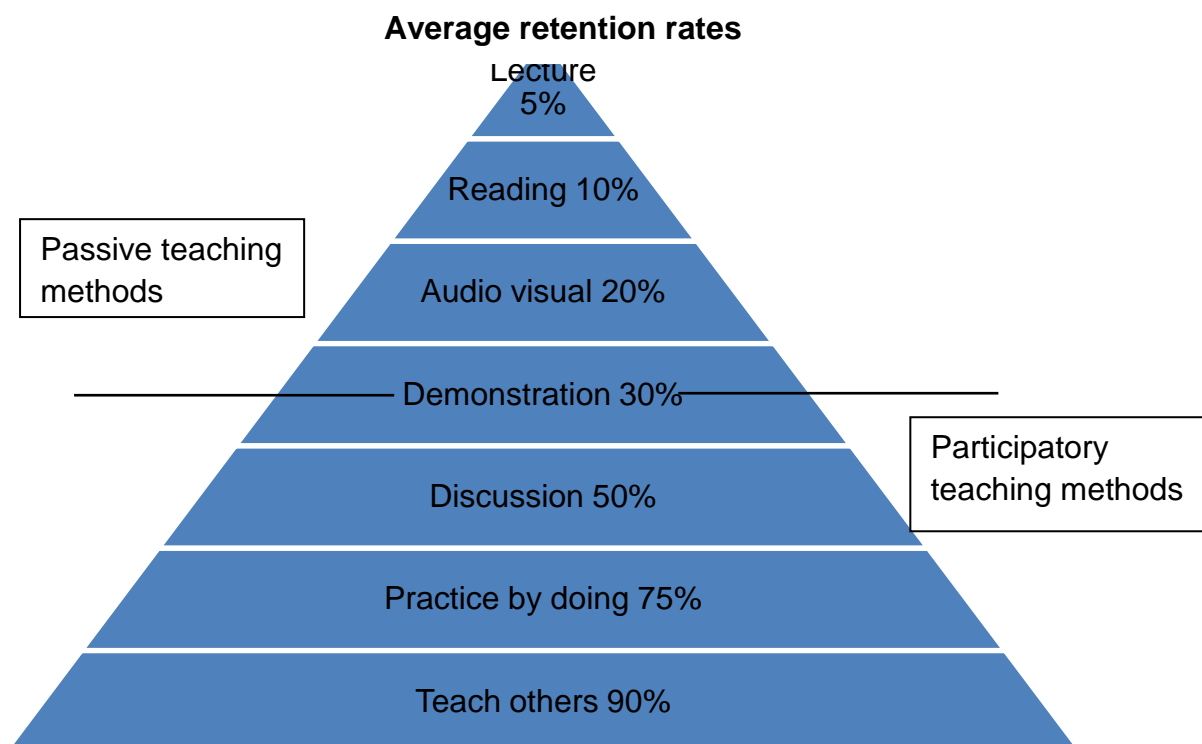 Average retention rates
Lecture
5%
Reading 10%
Passive teaching
methods
Audio visual 20%
Demonstration 30%
Participatory
teaching methods
Discussion 50%
Practice by doing 75%
Teach others 90%